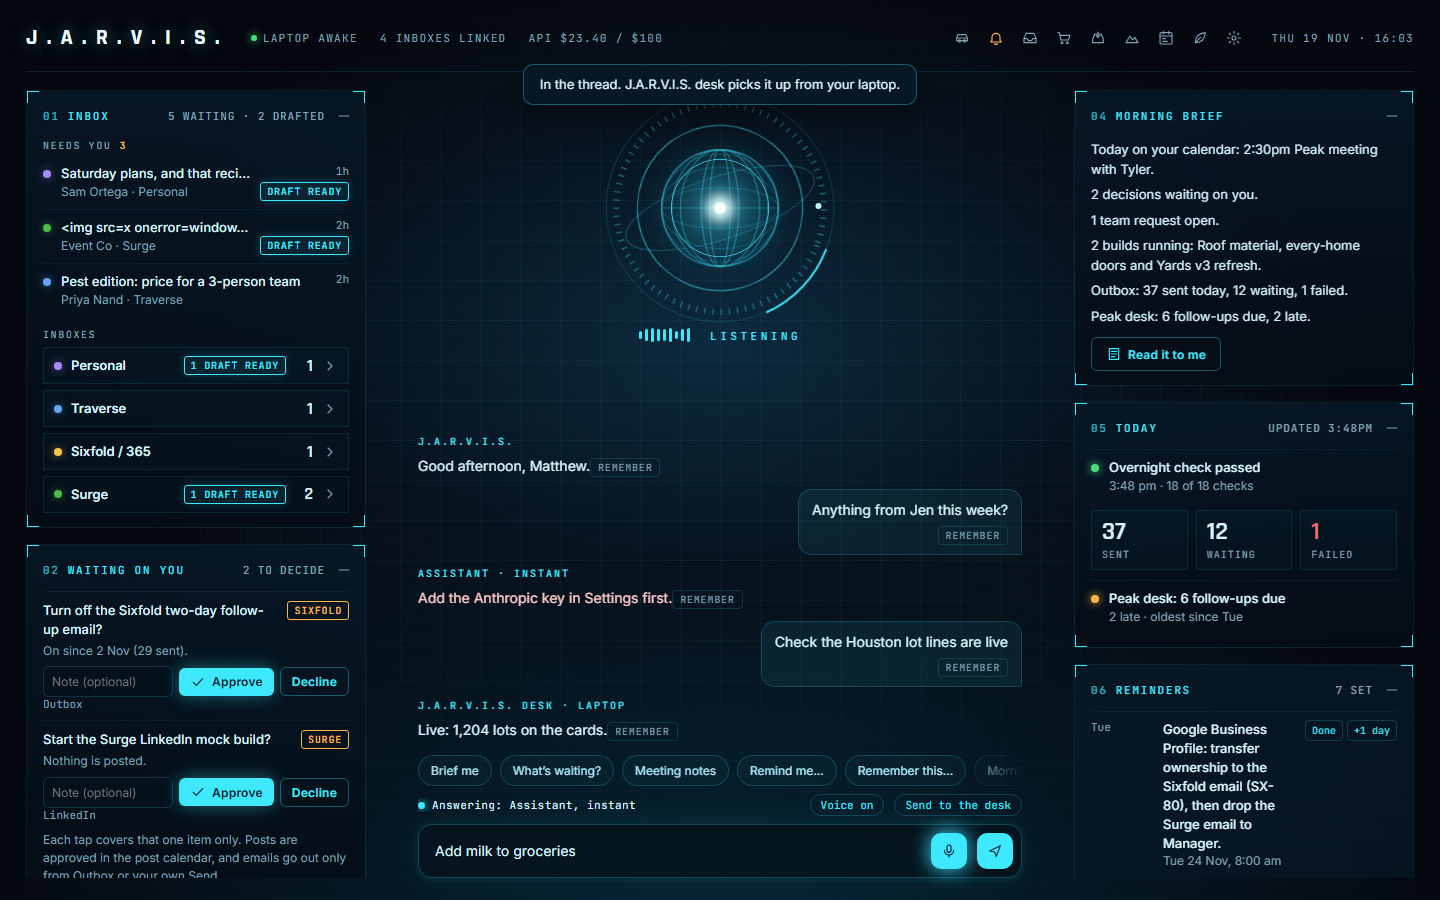 J.A.R.V.I.S.
LAPTOP AWAKE
4 INBOXES LINKED
API $23.40 / $100
THU 19 NOV · 16:03
In the thread. J.A.R.V.I.S. desk picks it up from your laptop.
01 INBOX
5 WAITING · 2 DRAFTED
NEEDS YOU 3
Saturday plans, and that reci...
1h
Sam Ortega · Personal
DRAFT READY
<img src=x onerror=window...
2h
Event Co · Surge
DRAFT READY
Pest edition: price for a 3-person team
2h
Priya Nand · Traverse
INBOXES
Personal
1 DRAFT READY
1
Traverse
1
Sixfold / 365
1
Surge
1 DRAFT READY
2
02 WAITING ON YOU
2 TO DECIDE
Turn off the Sixfold two-day follow-
up email?
SIXFOLD
On since 2 Nov (29 sent).
Note (optional)
Approve
Decline
Outbox
Start the Surge LinkedIn mock build?
SURGE
Nothing is posted.
Note (optional)
Approve
Decline
LinkedIn
Each tap covers that one item only. Posts are
approved in the post calendar, and emails go out only
from Outbox or your own Send.
LISTENING
J.A.R.V.I.S.
Good afternoon, Matthew.
REMEMBER
Anything from Jen this week?
REMEMBER
ASSISTANT · INSTANT
Add the Anthropic key in Settings first.
REMEMBER
Check the Houston lot lines are live
REMEMBER
J.A.R.V.I.S. DESK · LAPTOP
Live: 1,204 lots on the cards.
REMEMBER
Brief me
What's waiting?
Meeting notes
Remind me...
Remember this...
Morn
Answering: Assistant, instant
Voice on
Send to the desk
Add milk to groceries
04 MORNING BRIEF
Today on your calendar: 2:30pm Peak meeting
with Tyler.
2 decisions waiting on you.
1 team request open.
2 builds running: Roof material, every-home
doors and Yards v3 refresh.
Outbox: 37 sent today, 12 waiting, 1 failed.
Peak desk: 6 follow-ups due, 2 late.
Read it to me
05 TODAY
UPDATED 3:48PM
Overnight check passed
3:48 pm · 18 of 18 checks
37
SENT
12
WAITING
1
FAILED
Peak desk: 6 follow-ups due
2 late · oldest since Tue
06 REMINDERS
7 SET
Tue
Google Business
Profile: transfer
ownership to the
Sixfold email (SX-
80), then drop the
Surge email to
Manager.
Done
+1 day
Tue 24 Nov, 8:00 am